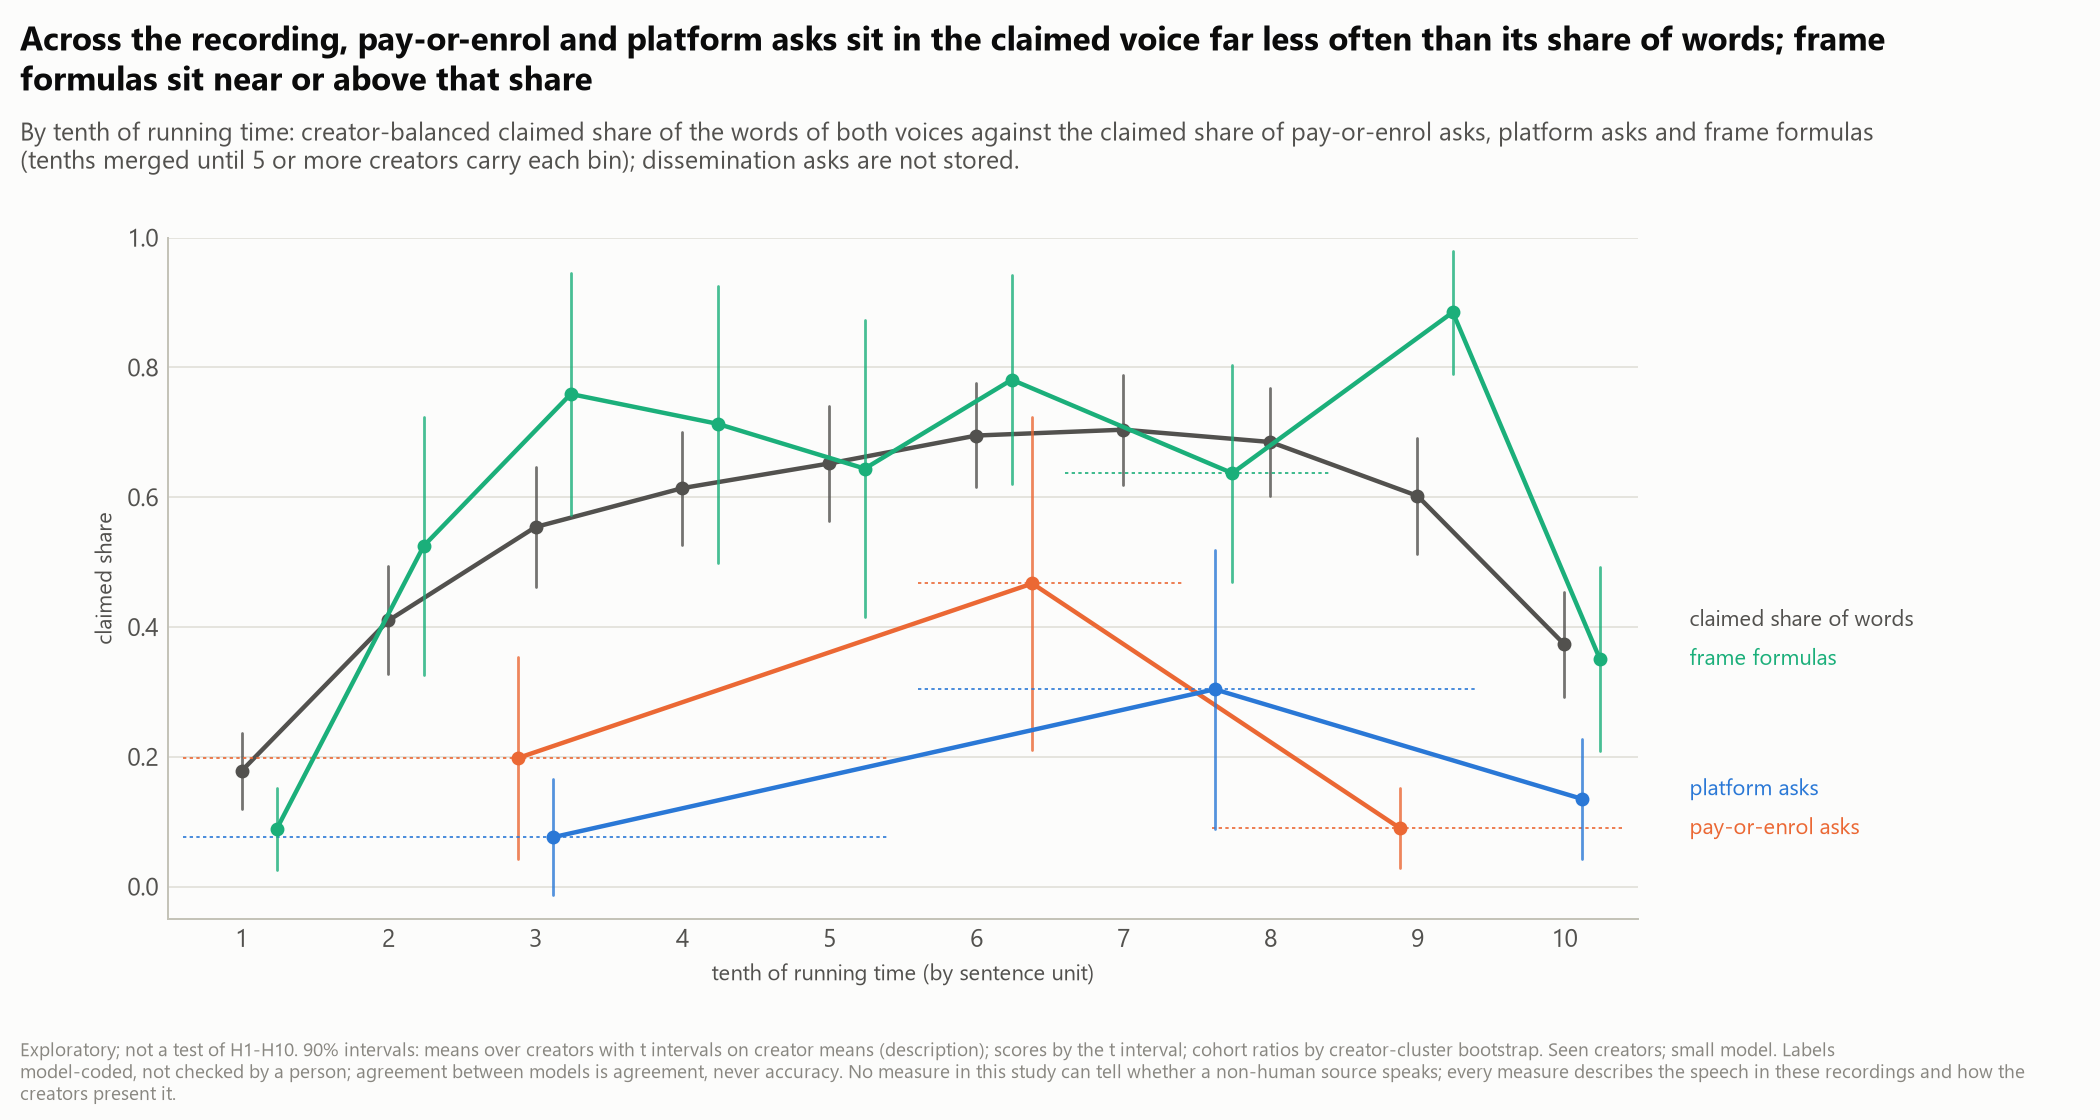 Across the recording, pay-or-enrol and platform asks sit in the claimed voice far less often than its share of words; frame
formulas sit near or above that share
By tenth of running time: creator-balanced claimed share of the words of both voices against the claimed share of pay-or-enrol asks, platform asks and frame formulas
(tenths merged until 5 or more creators carry each bin); dissemination asks are not stored.
1.0
0.8
0.6
0.4
0.2
0.0
claimed share
1 2 3 4 5 6 7 8 9 10
tenth of running time (by sentence unit)
claimed share of words
frame formulas
platform asks
pay-or-enrol asks
Exploratory; not a test of H1-H10. 90% intervals: means over creators with t intervals on creator means (description); scores by the t interval; cohort ratios by creator-cluster bootstrap. Seen creators; small model. Labels
model-coded, not checked by a person; agreement between models is agreement, never accuracy. No measure in this study can tell whether a non-human source speaks; every measure describes the speech in these recordings and how the
creators present it.